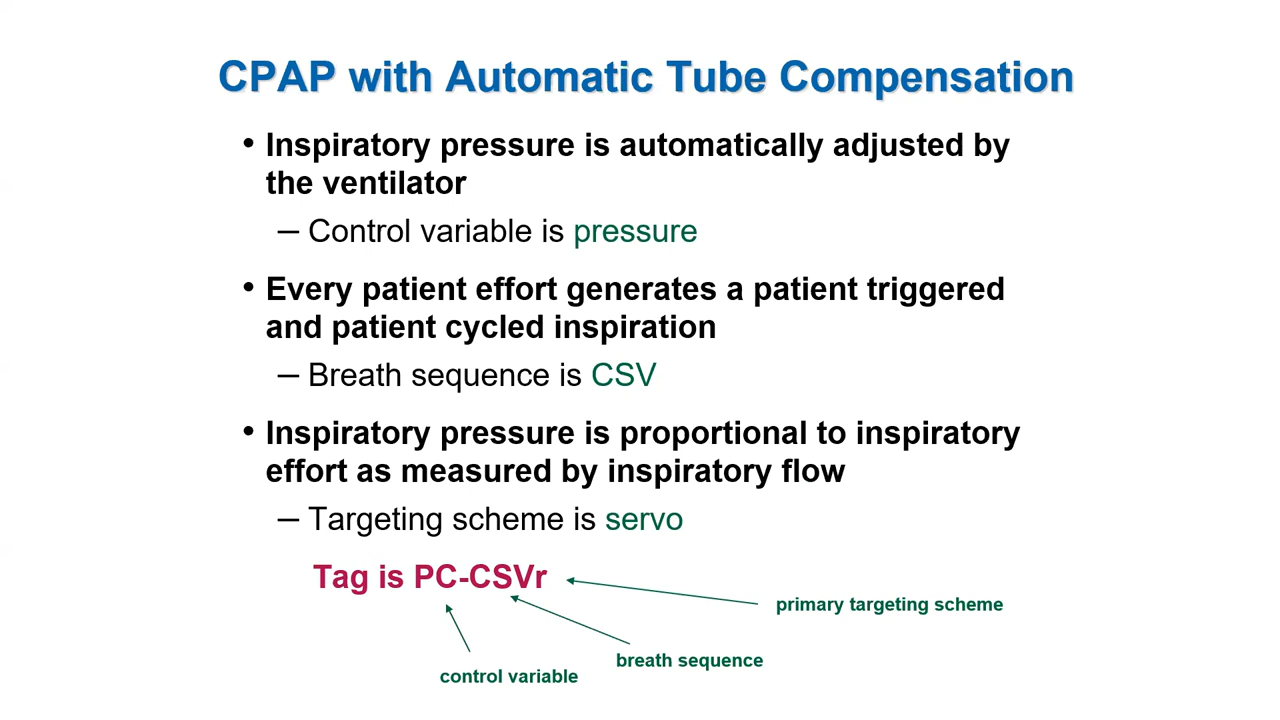 CPAP with Automatic Tube Compensation
• Inspiratory pressure is automatically adjusted by
the ventilator
– Control variable is pressure
• Every patient effort generates a patient triggered
and patient cycled inspiration
– Breath sequence is CSV
• Inspiratory pressure is proportional to inspiratory
effort as measured by inspiratory flow
– Targeting scheme is servo
Tag is PC-CSVr
primary targeting scheme
breath sequence
control variable